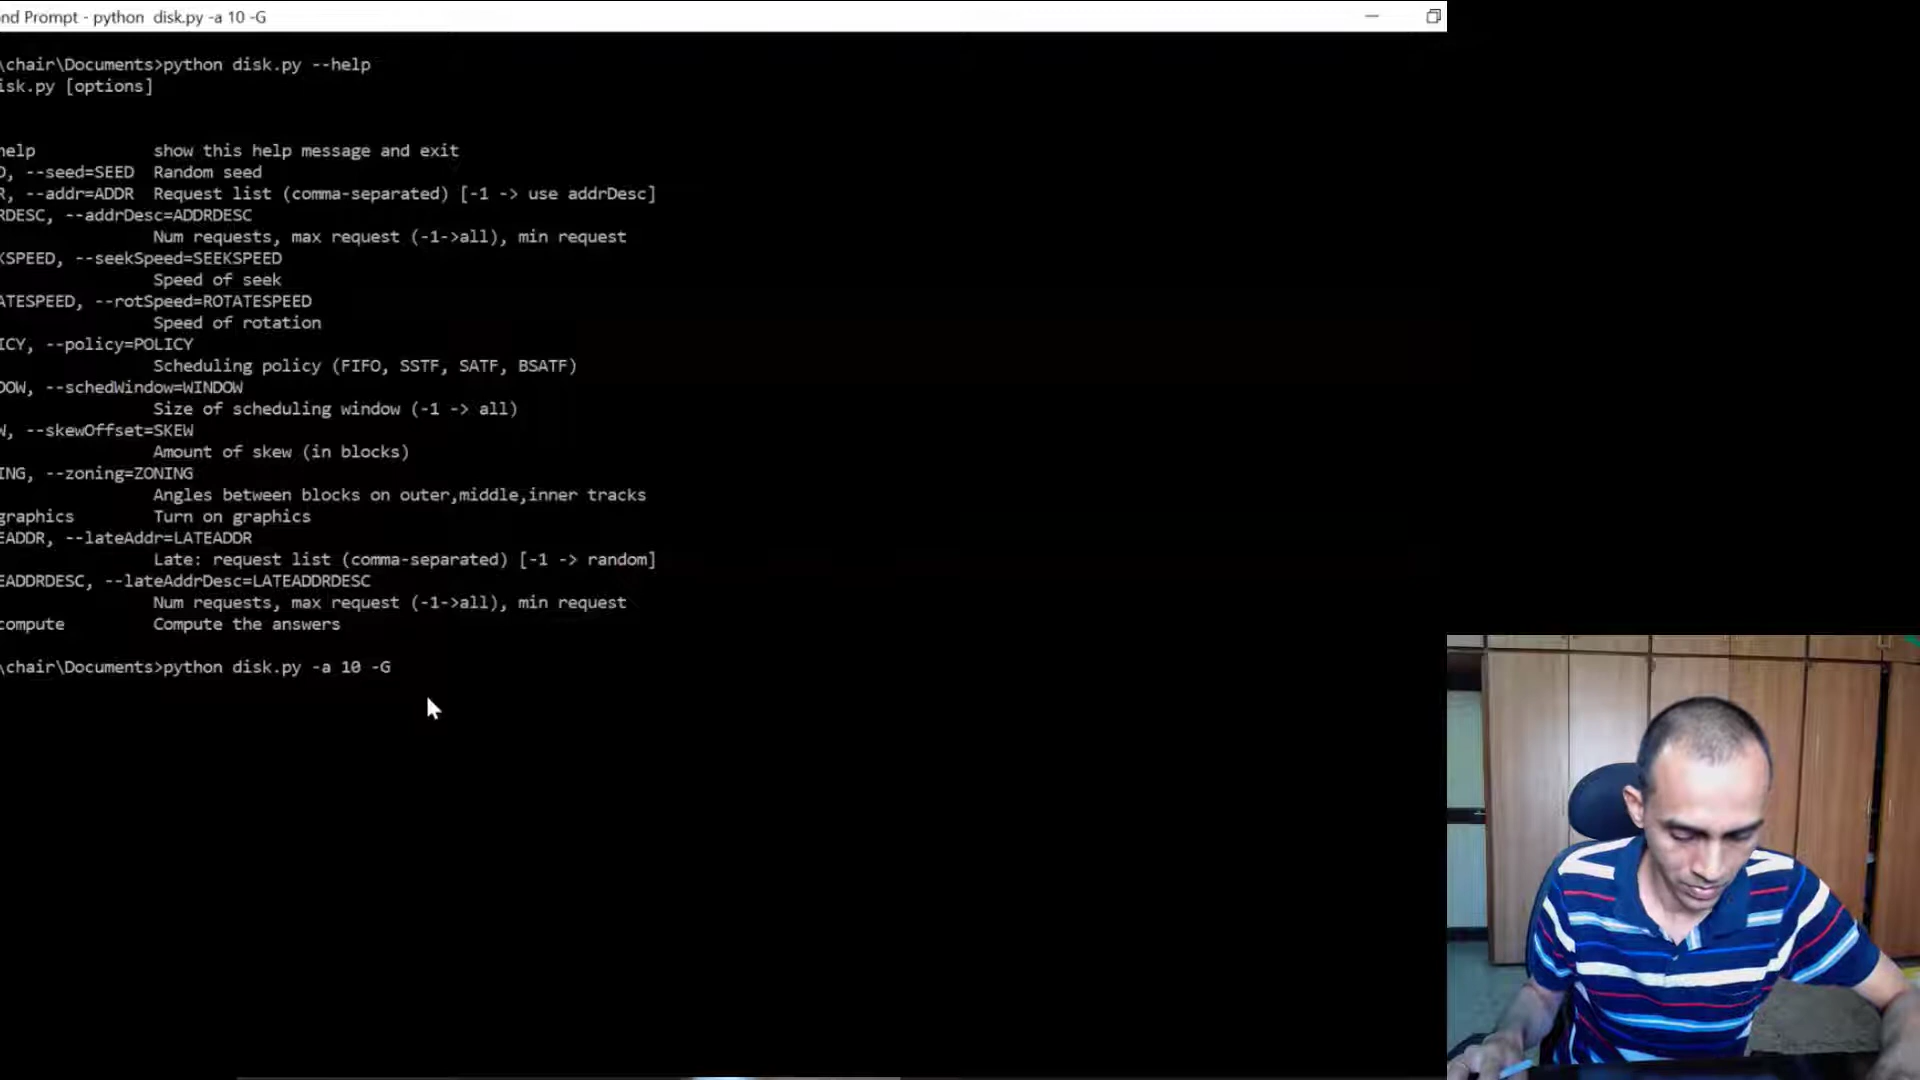 nd Prompt - python  disk.py -a 10 -G
\chair\Documents>python disk.py --help
isk.py [options]
help            show this help message and exit
D, --seed=SEED  Random seed
R, --addr=ADDR  Request list (comma-separated) [-1 -> use addrDesc]
RDESC, --addrDesc=ADDRDESC
Num requests, max request (-1->all), min request
KSPEED, --seekSpeed=SEEKSPEED
Speed of seek
ATESPEED, --rotSpeed=ROTATESPEED
Speed of rotation
ICY, --policy=POLICY
Scheduling policy (FIFO, SSTF, SATF, BSATF)
DOW, --schedWindow=WINDOW
Size of scheduling window (-1 -> all)
W, --skewOffset=SKEW
Amount of skew (in blocks)
ING, --zoning=ZONING
Angles between blocks on outer,middle,inner tracks
graphics        Turn on graphics
EADDR, --lateAddr=LATEADDR
Late: request list (comma-separated) [-1 -> random]
EADDRDESC, --lateAddrDesc=LATEADDRDESC
Num requests, max request (-1->all), min request
compute         Compute the answers
\chair\Documents>python disk.py -a 10 -G